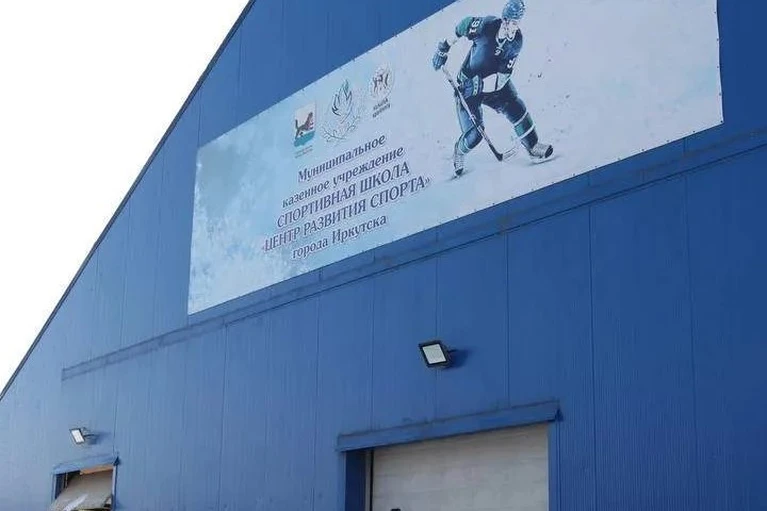 Муниципальное
казенное учреждение
СПОРТИВНАЯ ШКОЛА
«ЦЕНТР РАЗВИТИЯ СПОРТА»
города Иркутска